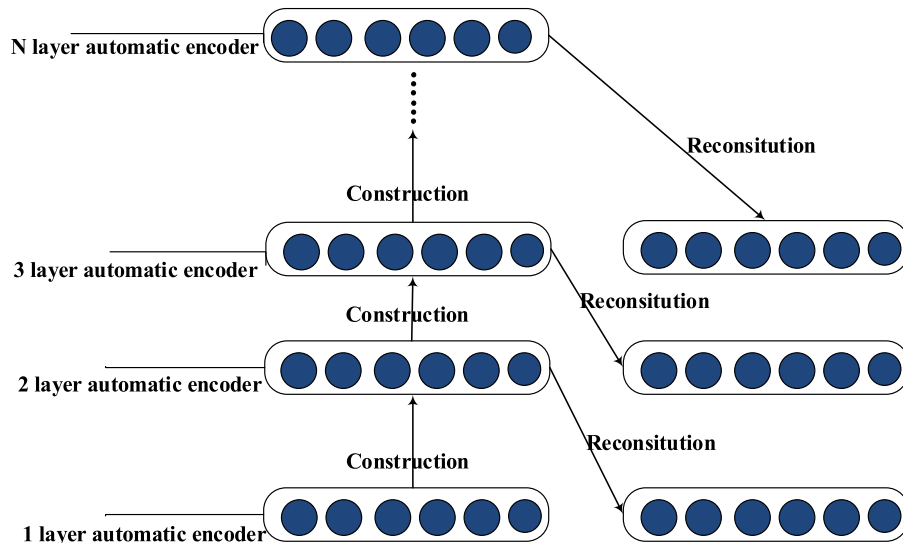 N layer automatic encoder
Reconsitution
Construction
3 layer automatic encoder
Reconsitution
Construction
2 layer automatic encoder
Reconsitution
Construction
1 layer automatic encoder